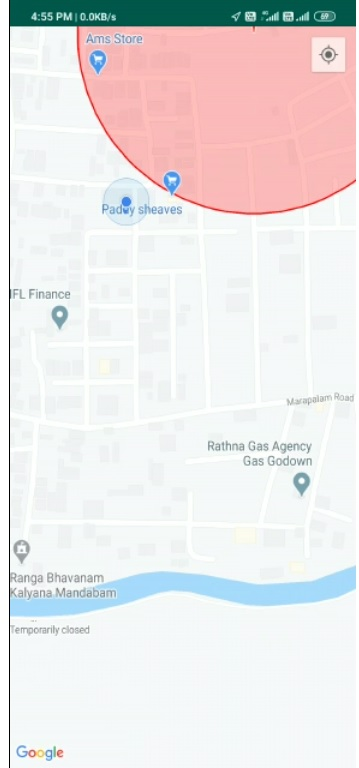 4:55 PM | 0.0KB/s
69
Ams Store
Paddy sheaves
IFL Finance
Marapalam Road
Rathna Gas Agency
Gas Godown
Ranga Bhavanam
Kalyana Mandabam
Temporarily closed
Google